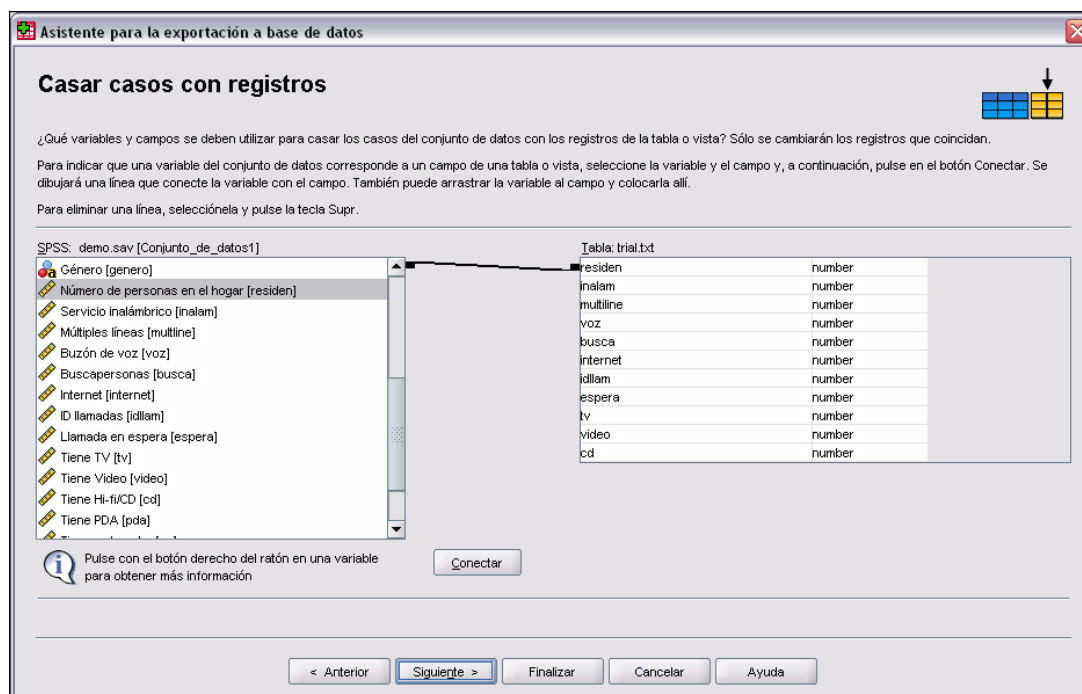 Asistente para la exportación a base de datos
Casar casos con registros
¿Qué variables y campos se deben utilizar para casar los casos del conjunto de datos con los registros de la tabla o vista? Sólo se cambiarán los registros que coincidan.
Para indicar que una variable del conjunto de datos corresponde a un campo de una tabla o vista, seleccione la variable y el campo y, a continuación, pulse en el botón Conectar. Se
dibujará una línea que conecte la variable con el campo. También puede arrastrar la variable al campo y colocarla allí.
Para eliminar una línea, selecciónela y pulse la tecla Supr.
SPSS: demo.sav [Conjunto_de_datos1]
Género [genero]
Número de personas en el hogar [residen]
Servicio inalámbrico [inalam]
Múltiples líneas [multline]
Buzón de voz [voz]
Buscapersonas [busca]
Internet [internet]
ID llamadas [idllam]
Llamada en espera [espera]
Tiene TV [tv]
Tiene Video [video]
Tiene Hi-fi/CD [cd]
Tiene PDA [pda]
Tabla: trial.txt
residen number
inalam number
multiline number
voz number
busca number
internet number
idllam number
espera number
tv number
video number
cd number
Pulse con el botón derecho del ratón en una variable
para obtener más información
Conectar
< Anterior Siguiente > Finalizar Cancelar Ayuda